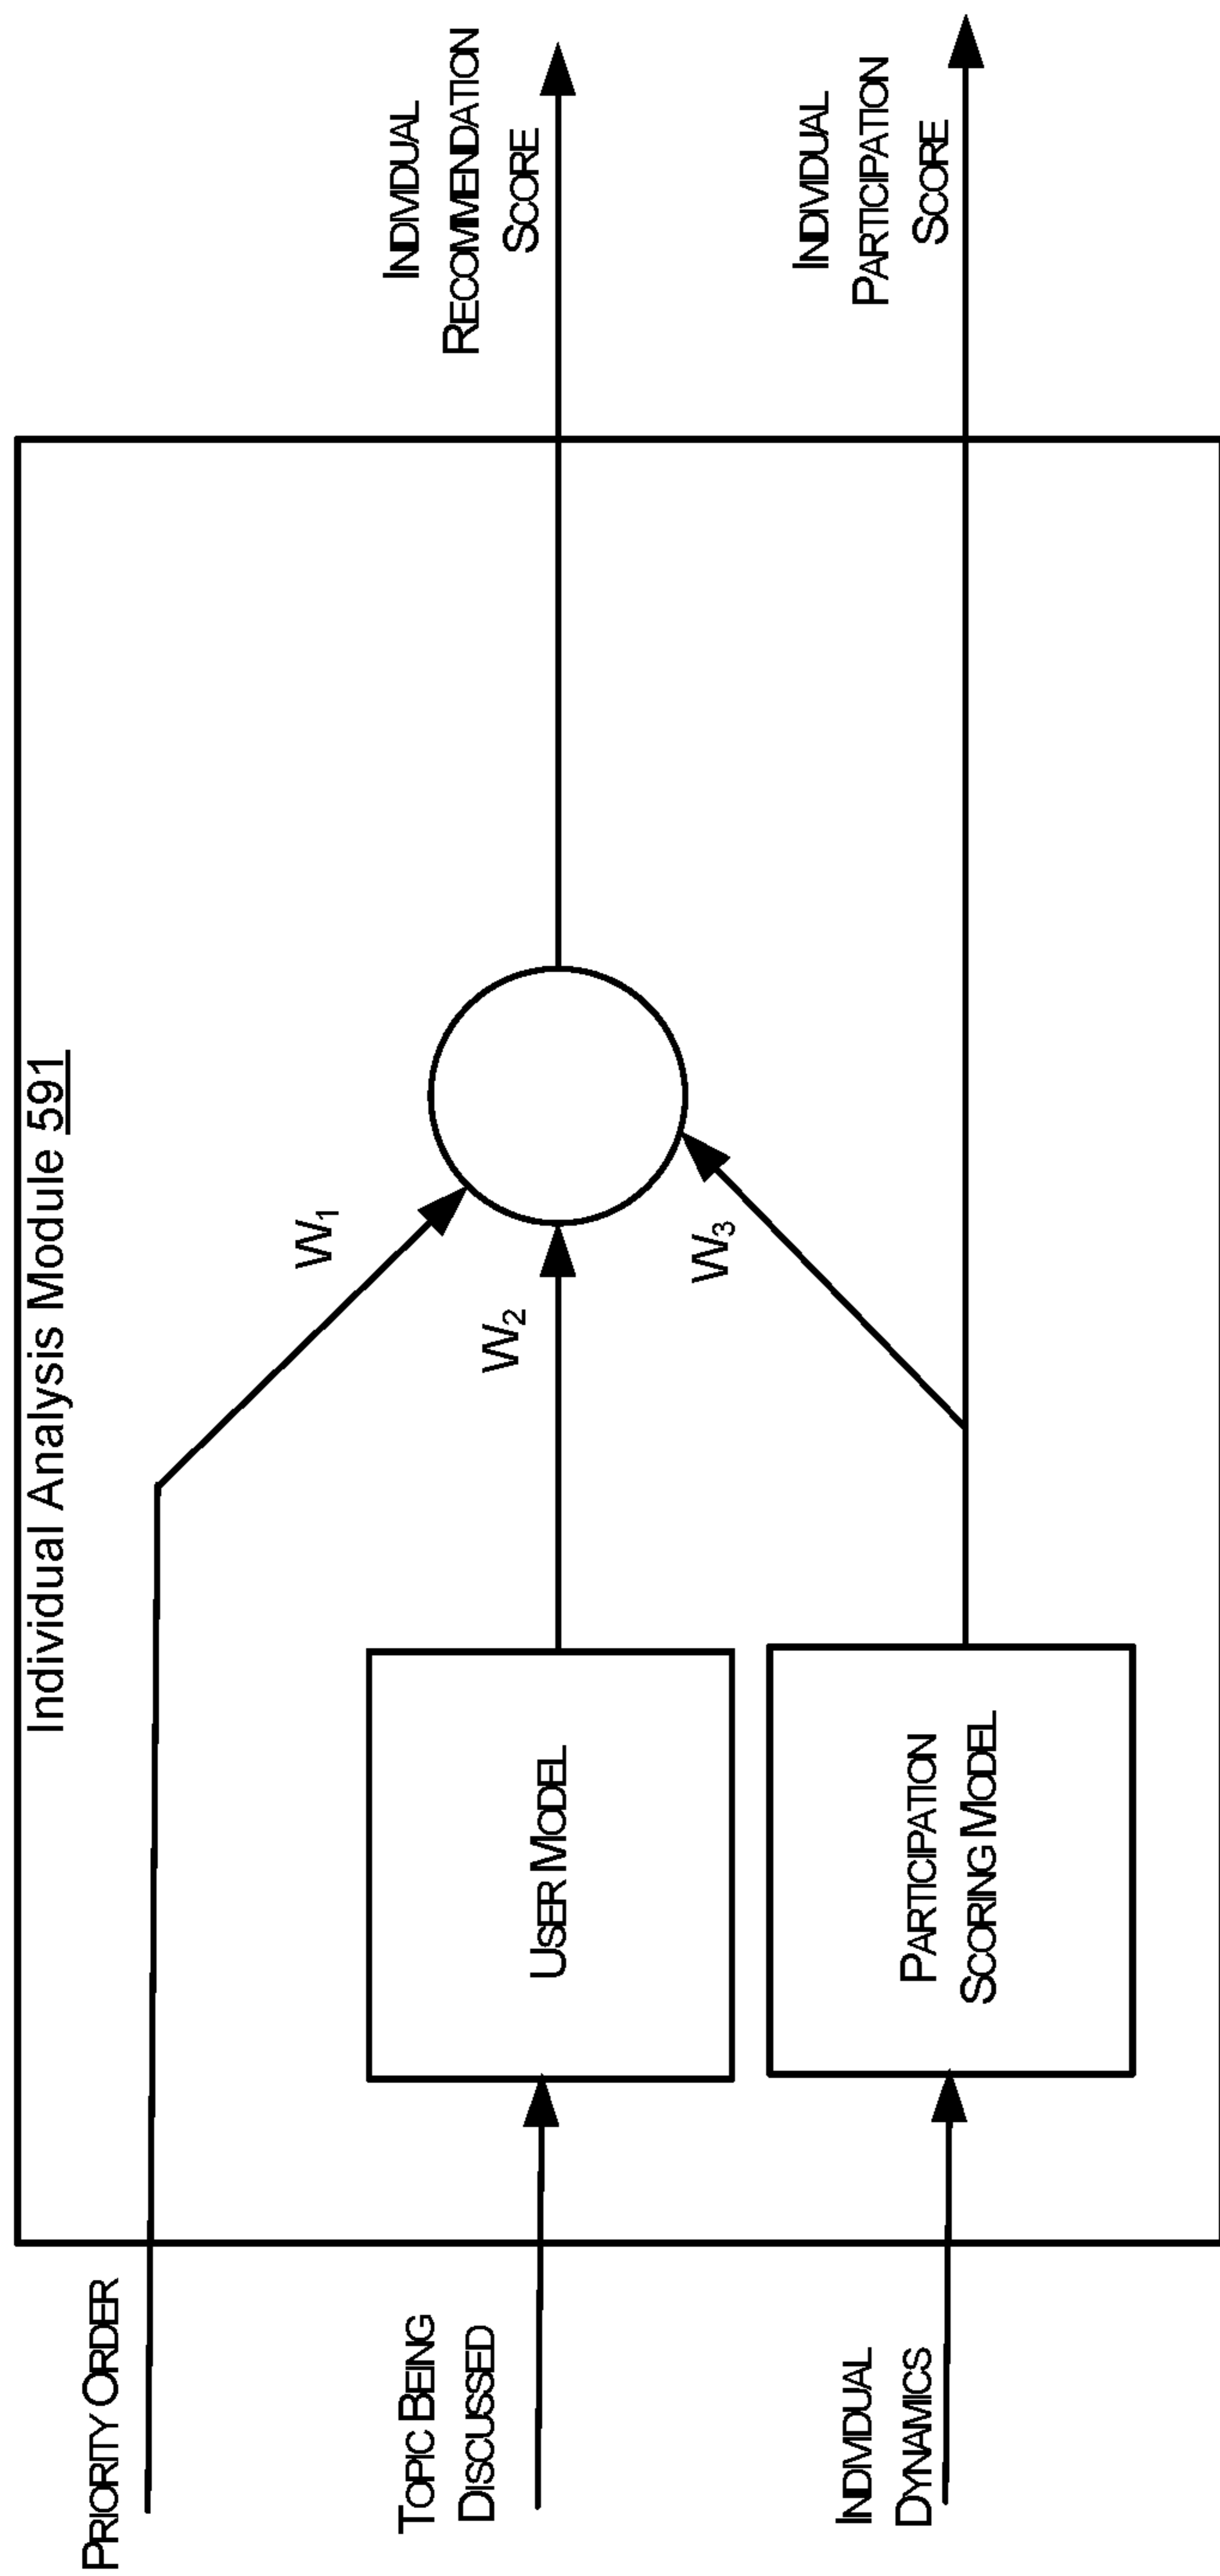 Individual Analysis Module 591
PRIORITY ORDER
W1
INDIVIDUAL
RECOMMENDATION
SCORE
TOPIC BEING
DISCUSSED
USER MODEL
W2
W3
INDIVIDUAL
DYNAMICS
PARTICIPATION
SCORING MODEL
INDIVIDUAL
PARTICIPATION
SCORE